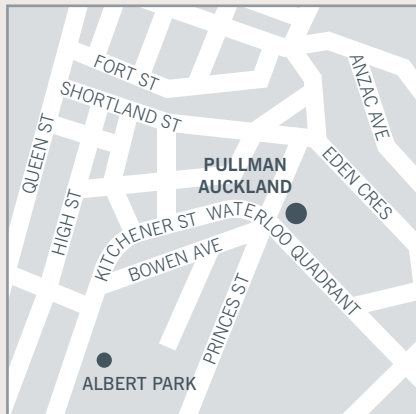 FORT ST
ANZAC AVE
SHORTLAND ST
QUEEN ST
PULLMAN
AUCKLAND
EDEN CRES
HIGH ST
KITCHENER ST
WATERLOO QUADRANT
BOWEN AVE
PRINCES ST
ALBERT PARK